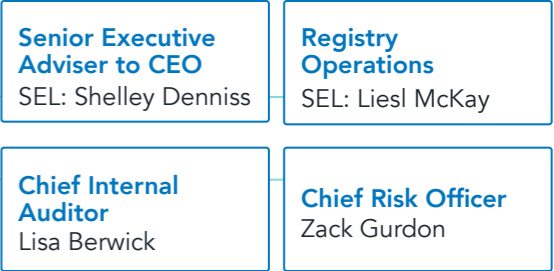 Senior Executive
Adviser to CEO
SEL: Shelley Denniss
Registry
Operations
SEL: Liesl McKay
Chief Internal
Auditor
Lisa Berwick
Chief Risk Officer
Zack Gurdon